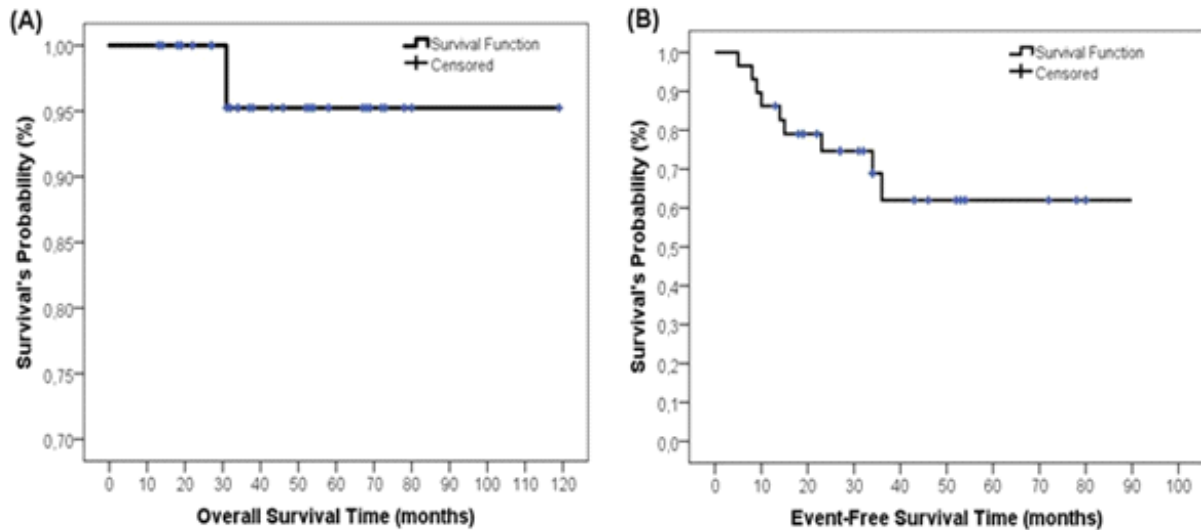 (A)
Survival Function
Censored
1,00
0,95
0,90
0,85
0,80
0,75
0,70
Survival's Probability (%)
0 10 20 30 40 50 60 70 80 90 100 110 120
Overall Survival Time (months)
(B)
Survival Function
Censored
1,0
0,9
0,8
0,7
0,6
0,5
0,4
0,3
0,2
0,1
0,0
Survival's Probability (%)
0 10 20 30 40 50 60 70 80 90 100
Event-Free Survival Time (months)